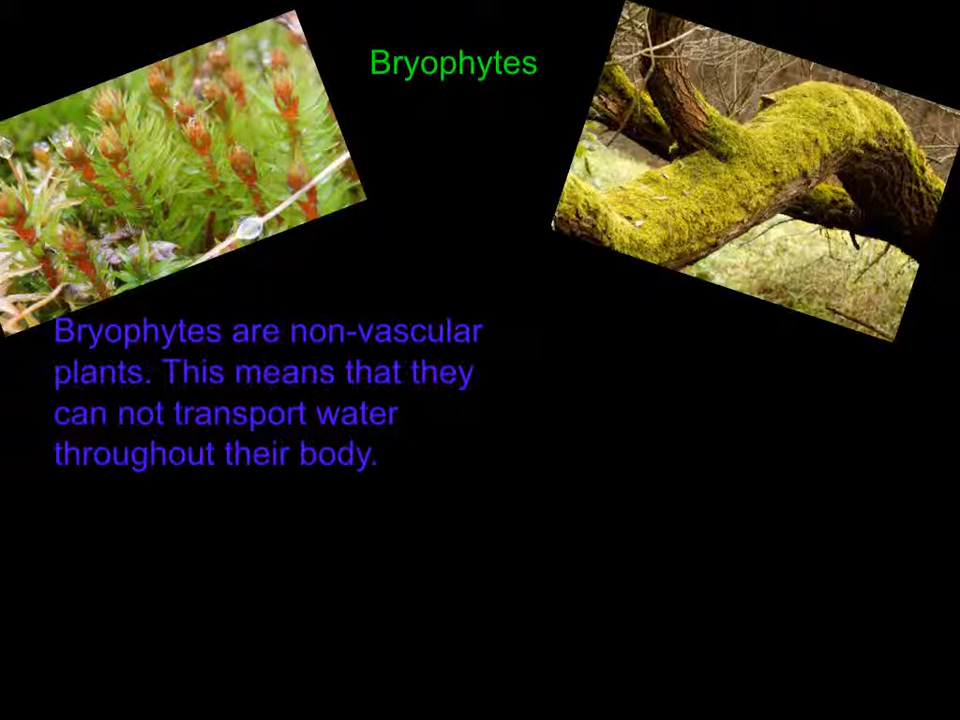 Bryophytes
Bryophytes are non-vascular
plants. This means that they
can not transport water
throughout their body.